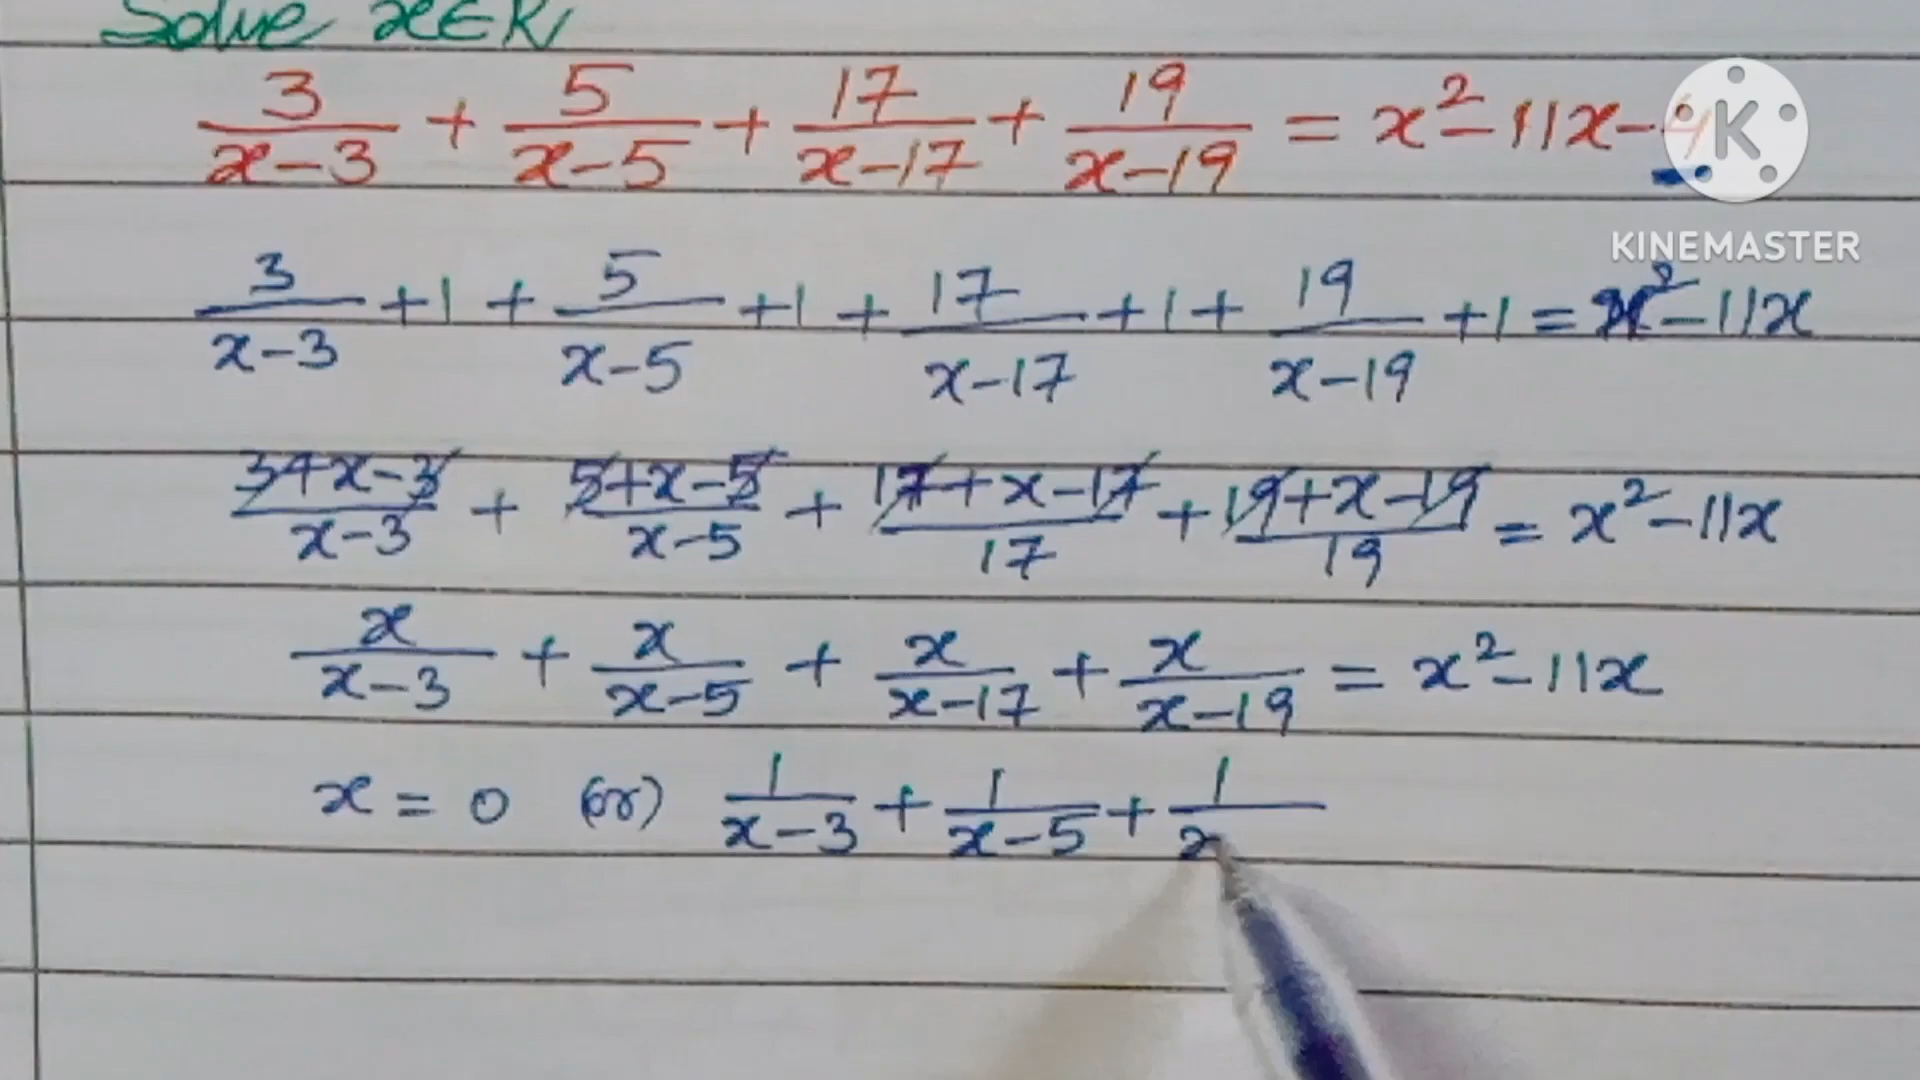 Solve x∈R,
3/(x-3) + 5/(x-5) + 17/(x-17) + 19/(x-19) = x² - 11x - 4
K
KINEMASTER
3/(x-3) + 1 + 5/(x-5) + 1 + 17/(x-17) + 1 + 19/(x-19) + 1 = x² - 11x
(3+x-3)/(x-3) + (5+x-5)/(x-5) + (17+x-17)/17 + (19+x-19)/19 = x² - 11x
x/(x-3) + x/(x-5) + x/(x-17) + x/(x-19) = x² - 11x
x = 0 (or) 1/(x-3) + 1/(x-5) + 1/x